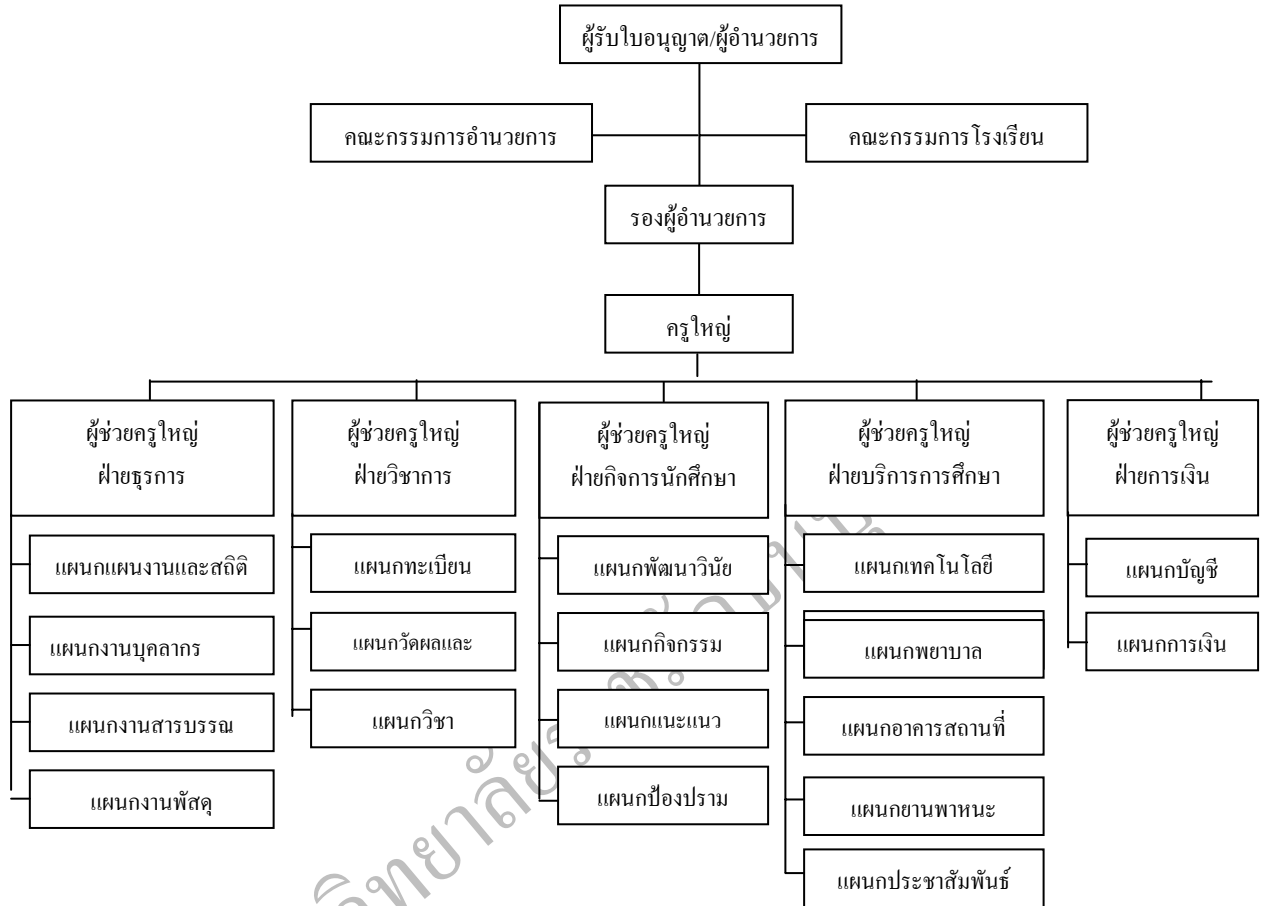 ผู้รับใบอนุญาต/ผู้อำนวยการ
คณะกรรมการอำนวยการ
คณะกรรมการโรงเรียน
รองผู้อำนวยการ
ครูใหญ่
ผู้ช่วยครูใหญ่
ฝ่ายธุรการ
แผนกแผนงานและสถิติ
แผนกงานบุคลากร
แผนกงานสารบรรณ
แผนกงานพัสดุ
ผู้ช่วยครูใหญ่
ฝ่ายวิชาการ
แผนกทะเบียน
แผนกวัดผลและ
แผนกวิชา
ผู้ช่วยครูใหญ่
ฝ่ายกิจการนักศึกษา
แผนกพัฒนาวินัย
แผนกกิจกรรม
แผนกแนะแนว
แผนกป้องปราม
ผู้ช่วยครูใหญ่
ฝ่ายบริการการศึกษา
แผนกเทคโนโลยี
แผนกพยาบาล
แผนกอาคารสถานที่
แผนกยานพาหนะ
แผนกประชาสัมพันธ์
ผู้ช่วยครูใหญ่
ฝ่ายการเงิน
แผนกบัญชี
แผนกการเงิน